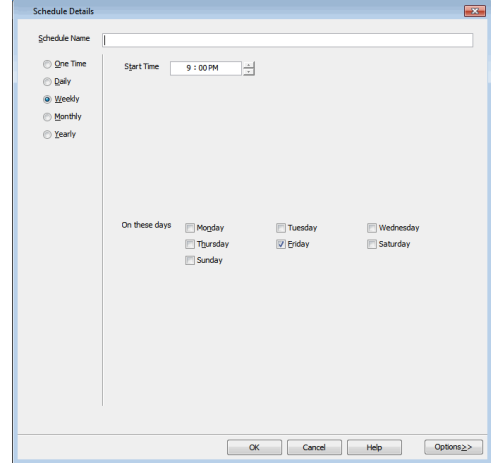 Schedule Details
Schedule Name
One Time
Start Time 9 : 00 PM
Daily
Weekly
Monthly
Yearly
On these days Monday Tuesday Wednesday
Thursday Friday Saturday
Sunday
OK Cancel Help Options>>